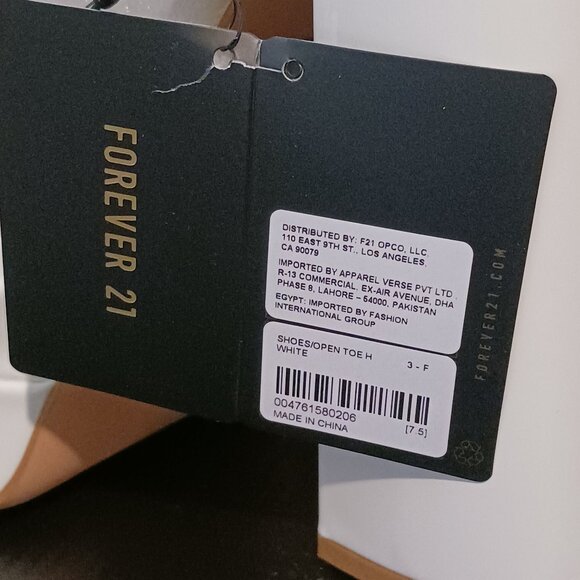 FOREVER 21
DISTRIBUTED BY: F21 OPCO, LLC.
110 EAST 9TH ST., LOS ANGELES,
CA 90079
IMPORTED BY APPAREL VERSE PVT LTD.
R-13 COMMERCIAL, EX-AIR AVENUE, DHA
PHASE 8, LAHORE – 54000, PAKISTAN
EGYPT: IMPORTED BY FASHION
INTERNATIONAL GROUP
SHOES/OPEN TOE H 3 - F
WHITE
004761580206 [7.5]
MADE IN CHINA
FOREVER21.COM